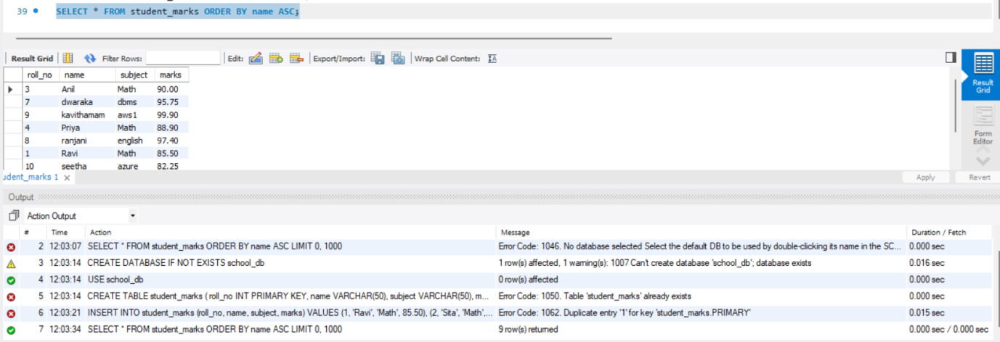 39 SELECT * FROM student_marks ORDER BY name ASC;
Result Grid Filter Rows: Edit: Export/Import: Wrap Cell Content:
roll_no name subject marks
3 Anil Math 90.00
7 dwaraka dbms 95.75
9 kavithamam aws1 99.90
4 Priya Math 88.90
8 ranjani english 97.40
1 Ravi Math 85.50
10 seetha azure 82.25
Result Grid
Form Editor
udent_marks 1 Apply Revert
Output
Action Output
# Time Action Message Duration / Fetch
2 12:03:07 SELECT * FROM student_marks ORDER BY name ASC LIMIT 0, 1000 Error Code: 1046. No database selected Select the default DB to be used by double-clicking its name in the SC... 0.000 sec
3 12:03:14 CREATE DATABASE IF NOT EXISTS school_db 1 row(s) affected, 1 warning(s): 1007 Can't create database 'school_db'; database exists 0.016 sec
4 12:03:14 USE school_db 0 row(s) affected 0.000 sec
5 12:03:14 CREATE TABLE student_marks ( roll_no INT PRIMARY KEY, name VARCHAR(50), subject VARCHAR(50), m... Error Code: 1050. Table 'student_marks' already exists 0.000 sec
6 12:03:21 INSERT INTO student_marks (roll_no, name, subject, marks) VALUES (1, 'Ravi', 'Math', 85.50), (2, 'Sita', 'Math',... Error Code: 1062. Duplicate entry '1' for key 'student_marks.PRIMARY' 0.015 sec
7 12:03:34 SELECT * FROM student_marks ORDER BY name ASC LIMIT 0, 1000 9 row(s) returned 0.000 sec / 0.000 sec